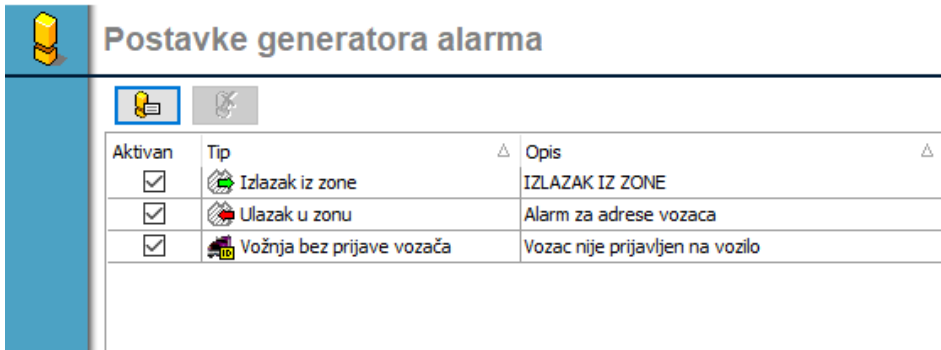 Postavke generatora alarma
Aktivan Tip Opis
Izlazak iz zone IZLAZAK IZ ZONE
Ulazak u zonu Alarm za adrese vozaca
ID Vožnja bez prijave vozača Vozac nije prijavljen na vozilo